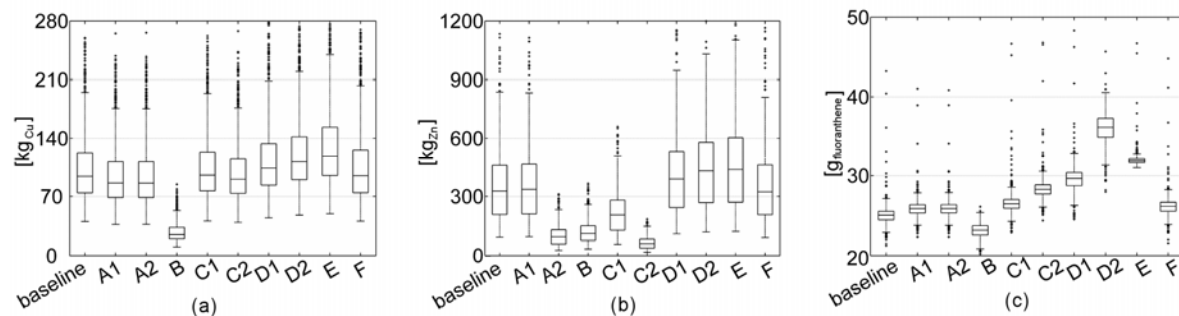 280
210
140
70
0
[kgCu]
baseline A1 A2 B C1 C2 D1 D2 E F
(a)
1200
900
600
300
0
[kgZn]
baseline A1 A2 B C1 C2 D1 D2 E F
(b)
50
40
30
20
[gfluoranthene]
baseline A1 A2 B C1 C2 D1 D2 E F
(c)